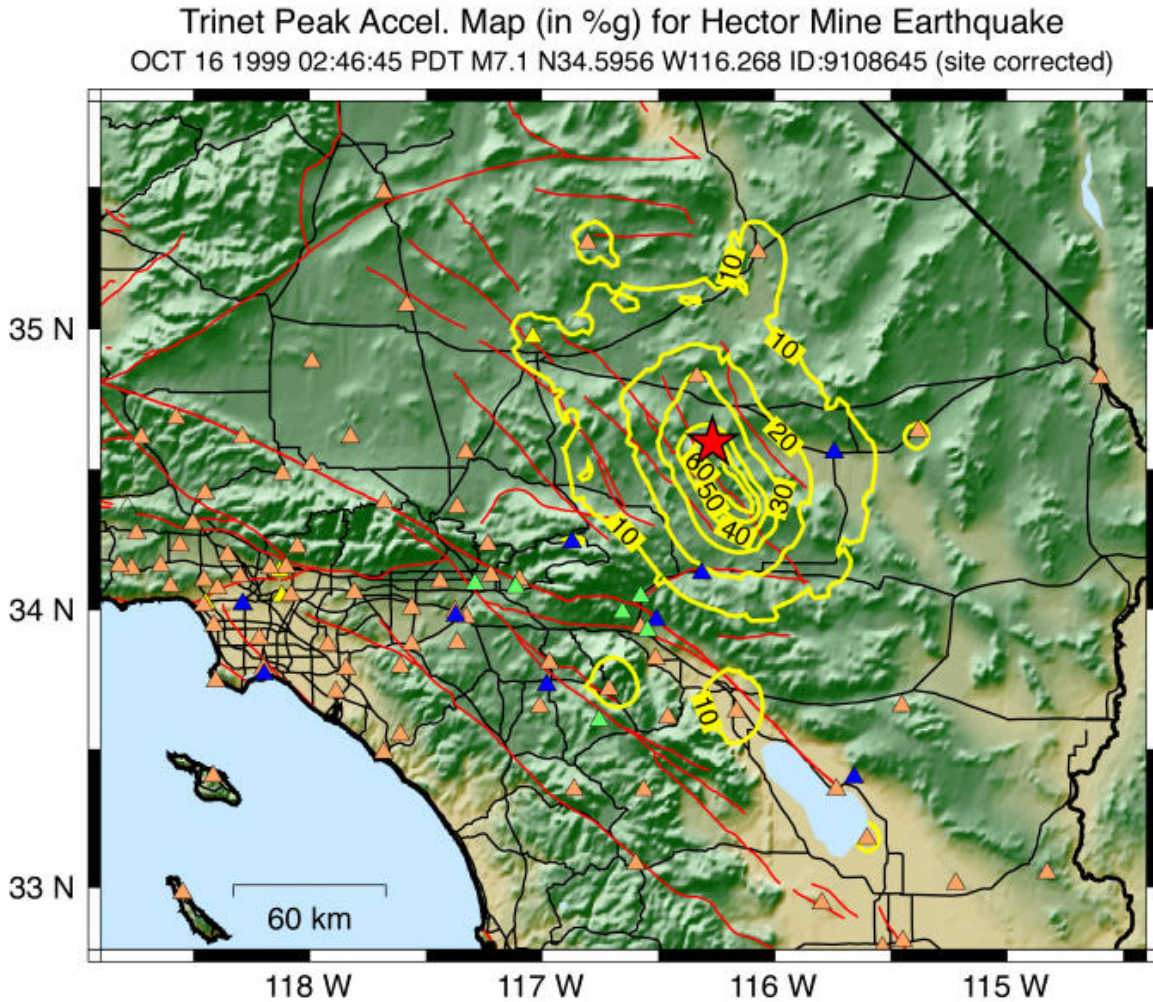 Trinet Peak Accel. Map (in %g) for Hector Mine Earthquake
OCT 16 1999 02:46:45 PDT M7.1 N34.5956 W116.268 ID:9108645 (site corrected)
10
35 N
10
20
60
50
30
40
10
34 N
10
33 N
60 km
118 W 117 W 116 W 115 W